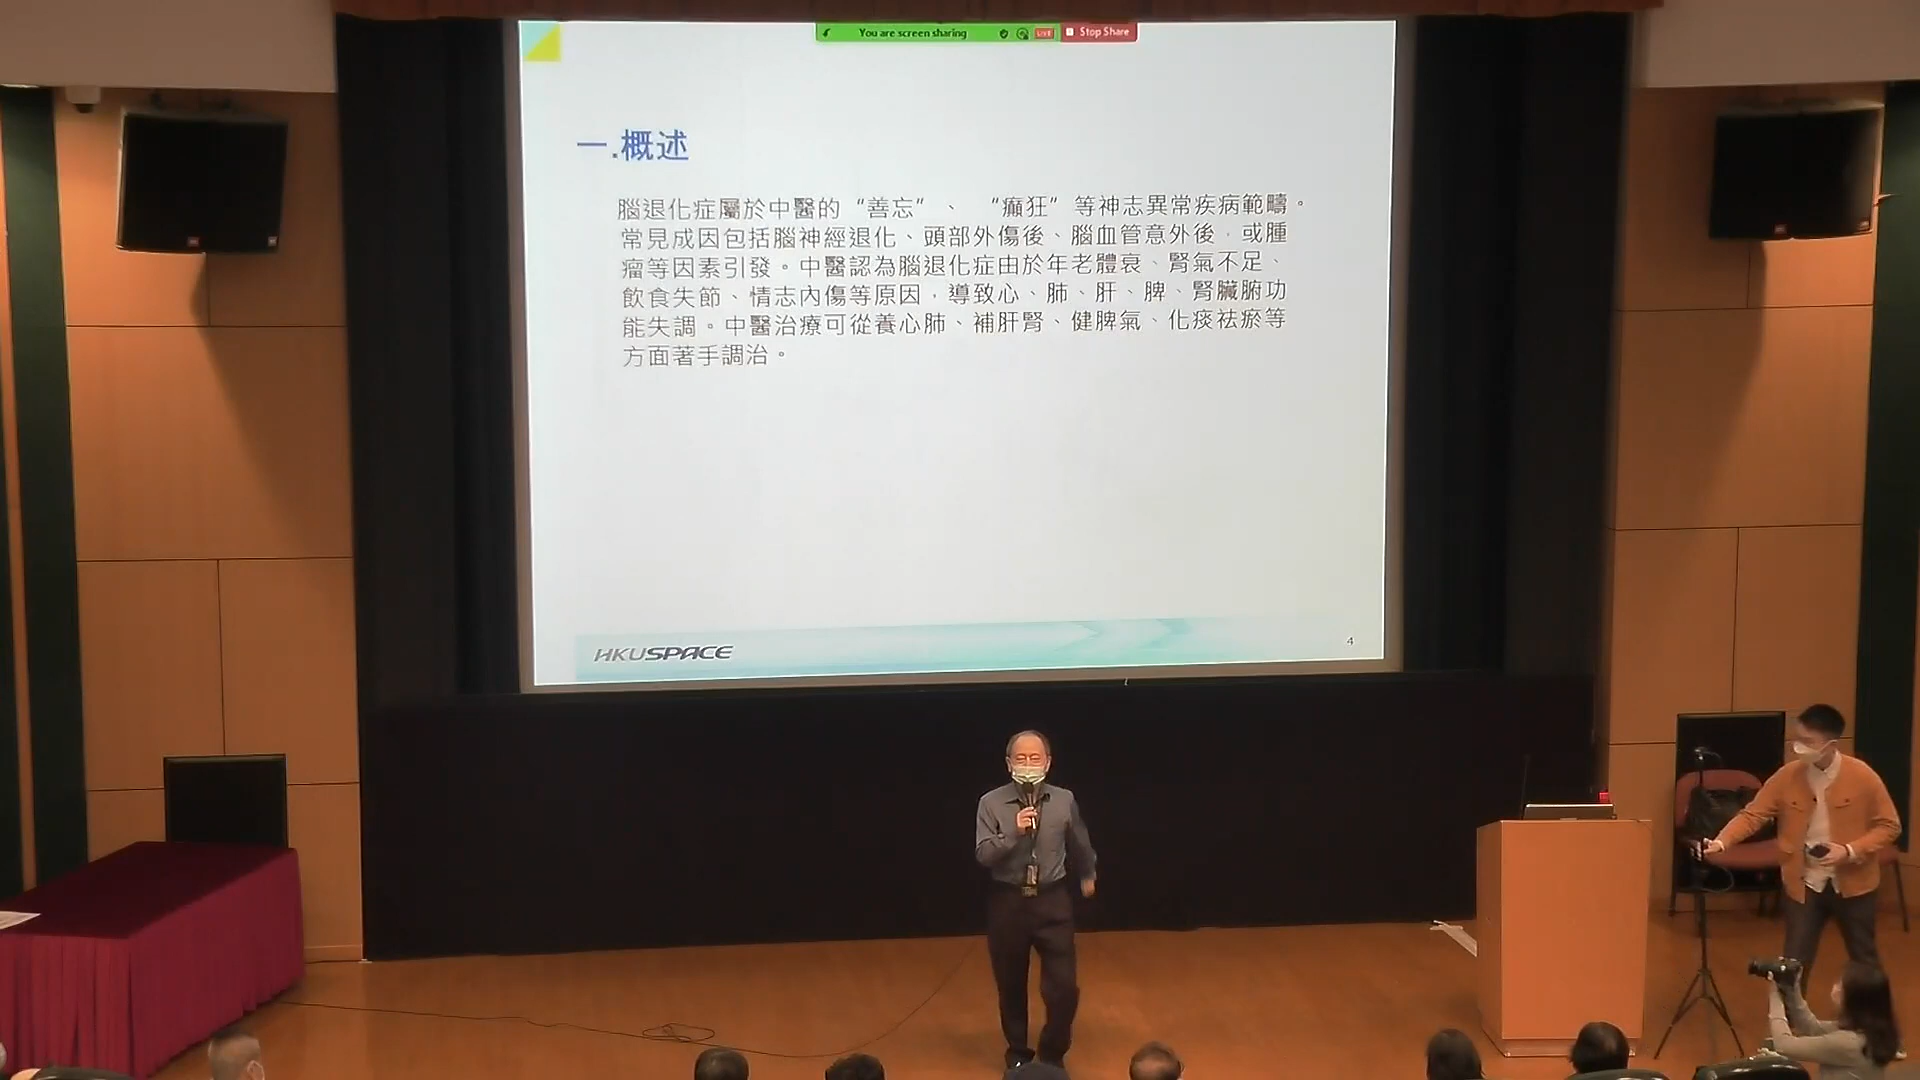 You are screen sharing
LIVE
Stop Share
一.概述
腦退化症屬於中醫的“善忘”、“癲狂”等神志異常疾病範疇。
常見成因包括腦神經退化、頭部外傷後、腦血管意外後，或腫
瘤等因素引發。中醫認為腦退化症由於年老體衰、腎氣不足、
飲食失節、情志內傷等原因，導致心、肺、肝、脾、腎臟腑功
能失調。中醫治療可從養心肺、補肝腎、健脾氣、化痰祛瘀等
方面著手調治。
HKUSPACE
4